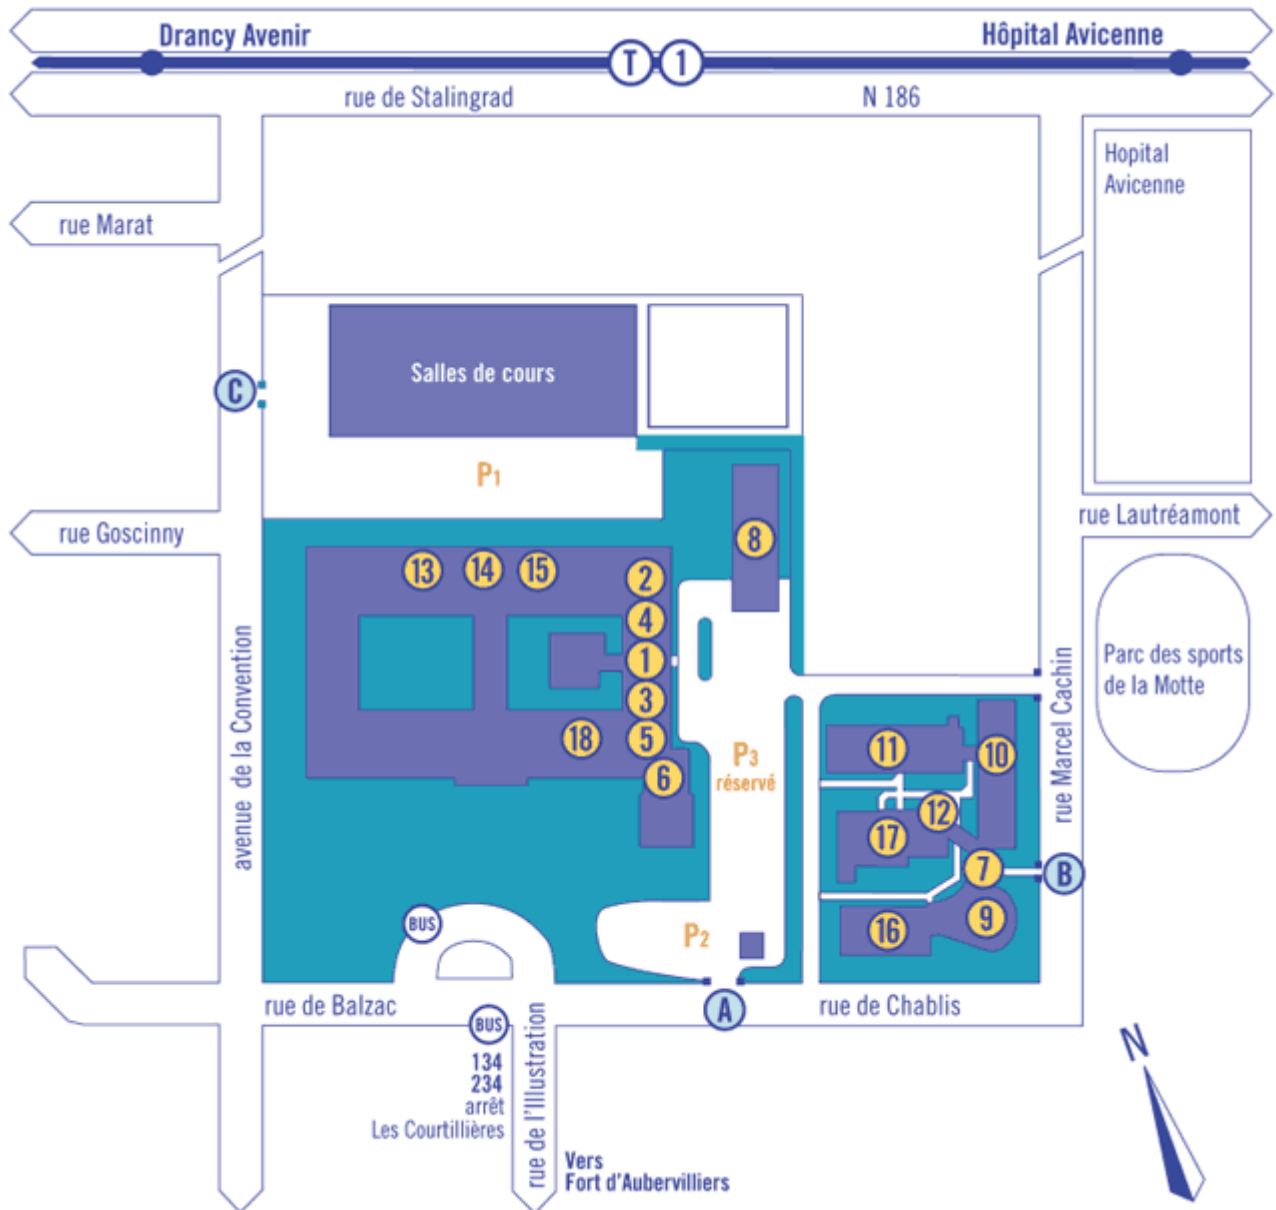 Drancy Avenir
T 1
Hôpital Avicenne
rue de Stalingrad
N 186
Hopital
Avicenne
rue Marat
Salles de cours
C
P1
rue Lautréamont
rue Goscinny
8
13 14 15
2
4
1
3
5
18
6
avenue de la Convention
Parc des sports
de la Motte
rue Marcel Cachin
P3
réservé
11
10
12
17
7
B
9
16
BUS
P2
rue de Balzac
A
rue de Chablis
BUS
134
234
arrêt
Les Courtillières
rue de l'Illustration
Vers
Fort d'Aubervilliers
N